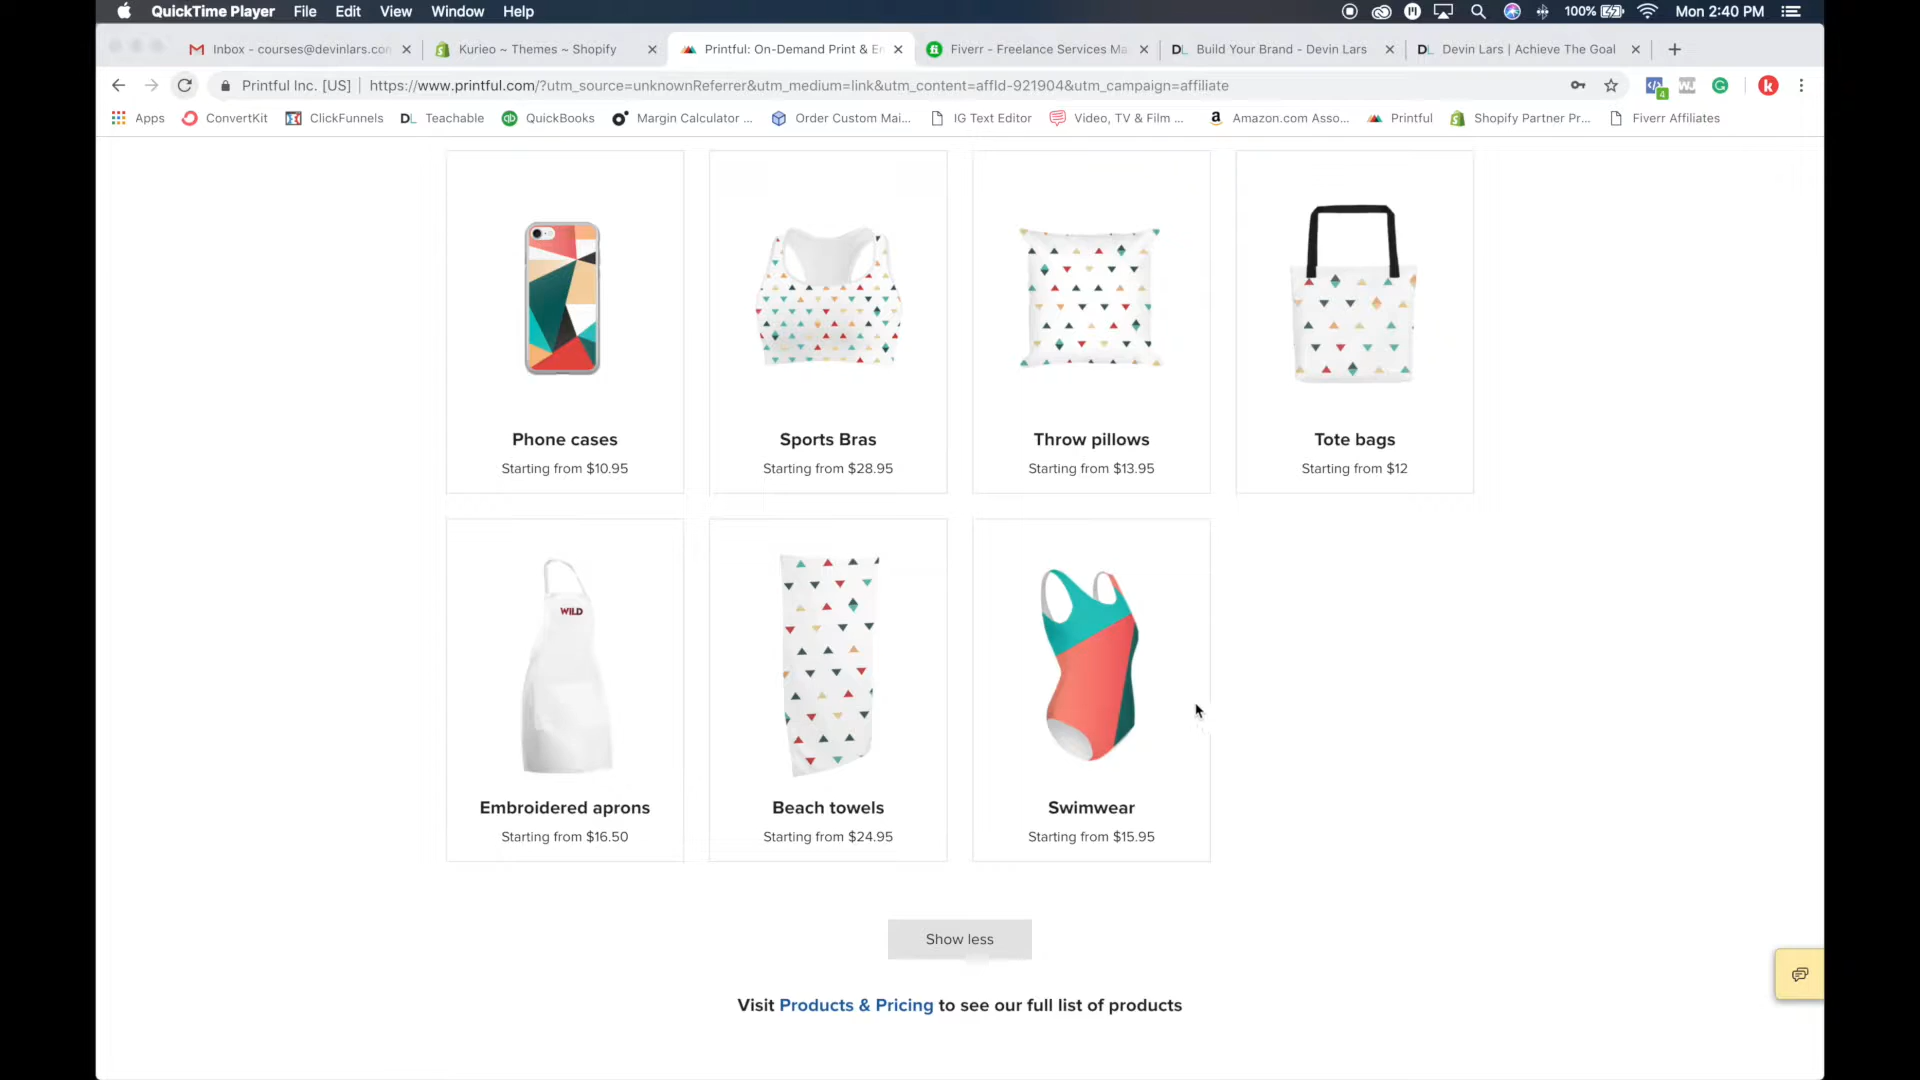 QuickTime Player File Edit View Window Help 100% Mon 2:40 PM
Inbox - courses@devinlars.con Kurieo ~ Themes ~ Shopify Printful: On-Demand Print & En Fiverr - Freelance Services Ma Build Your Brand - Devin Lars Devin Lars | Achieve The Goal
Printful Inc. [US] https://www.printful.com/?utm_source=unknownReferrer&utm_medium=link&utm_content=affId-921904&utm_campaign=affiliate
Apps ConvertKit ClickFunnels DL Teachable QuickBooks Margin Calculator ... Order Custom Mai... IG Text Editor Video, TV & Film ... Amazon.com Asso... Printful Shopify Partner Pr... Fiverr Affiliates
Phone cases Sports Bras Throw pillows Tote bags
Starting from $10.95 Starting from $28.95 Starting from $13.95 Starting from $12
WILD
Embroidered aprons Beach towels Swimwear
Starting from $16.50 Starting from $24.95 Starting from $15.95
Show less
Visit Products & Pricing to see our full list of products